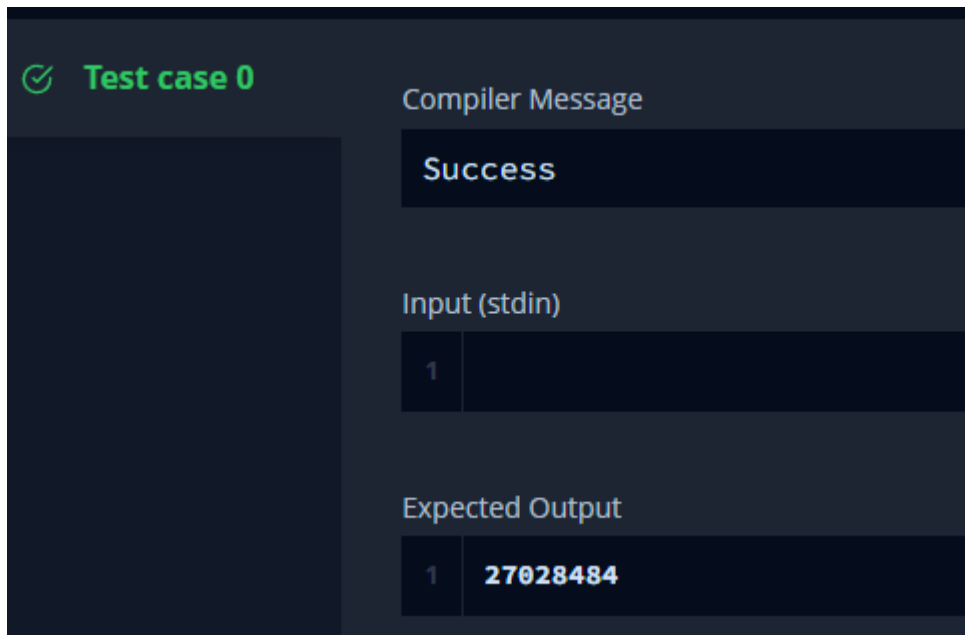 Test case 0
Compiler Message
Success
Input (stdin)
1
Expected Output
1 27028484